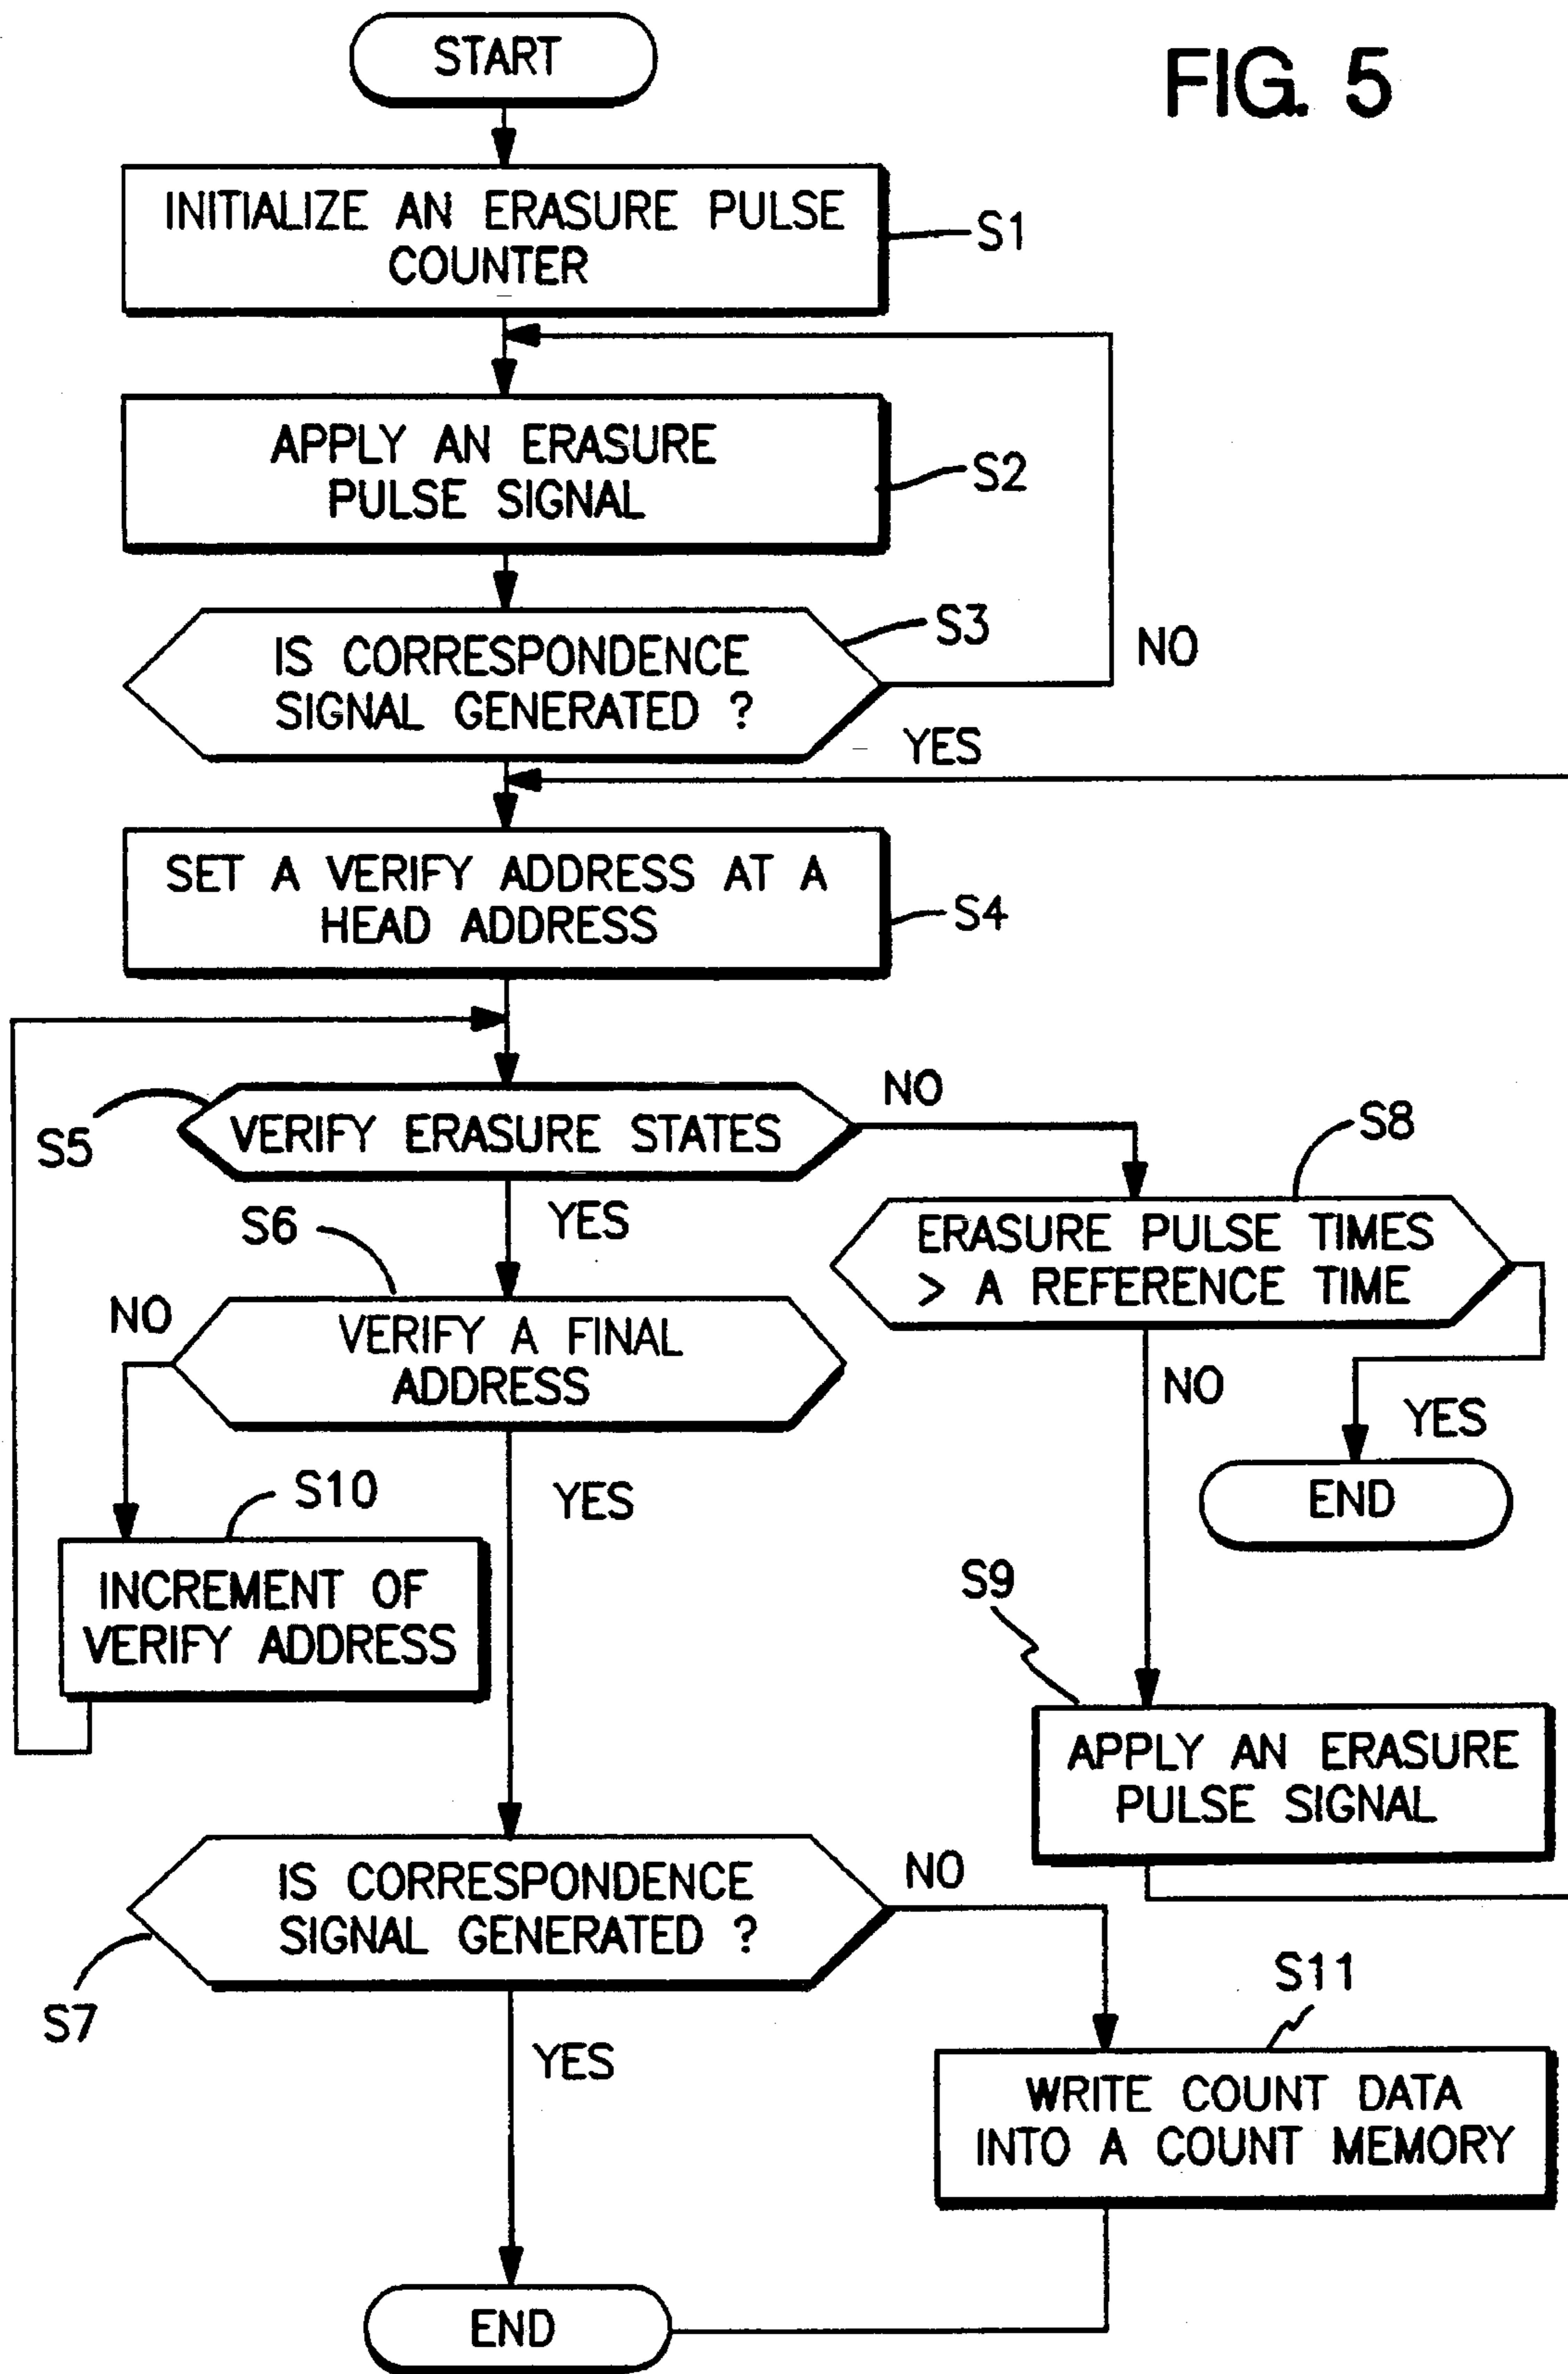 START
FIG. 5
INITIALIZE AN ERASURE PULSE
COUNTER
S1
APPLY AN ERASURE
PULSE SIGNAL
S2
IS CORRESPONDENCE
SIGNAL GENERATED ?
S3
NO
YES
SET A VERIFY ADDRESS AT A
HEAD ADDRESS
S4
S5
VERIFY ERASURE STATES
NO
YES
S8
ERASURE PULSE TIMES
> A REFERENCE TIME
S6
NO
VERIFY A FINAL
ADDRESS
YES
NO
YES
END
S10
INCREMENT OF
VERIFY ADDRESS
S9
APPLY AN ERASURE
PULSE SIGNAL
IS CORRESPONDENCE
SIGNAL GENERATED ?
NO
S7
YES
S11
WRITE COUNT DATA
INTO A COUNT MEMORY
END